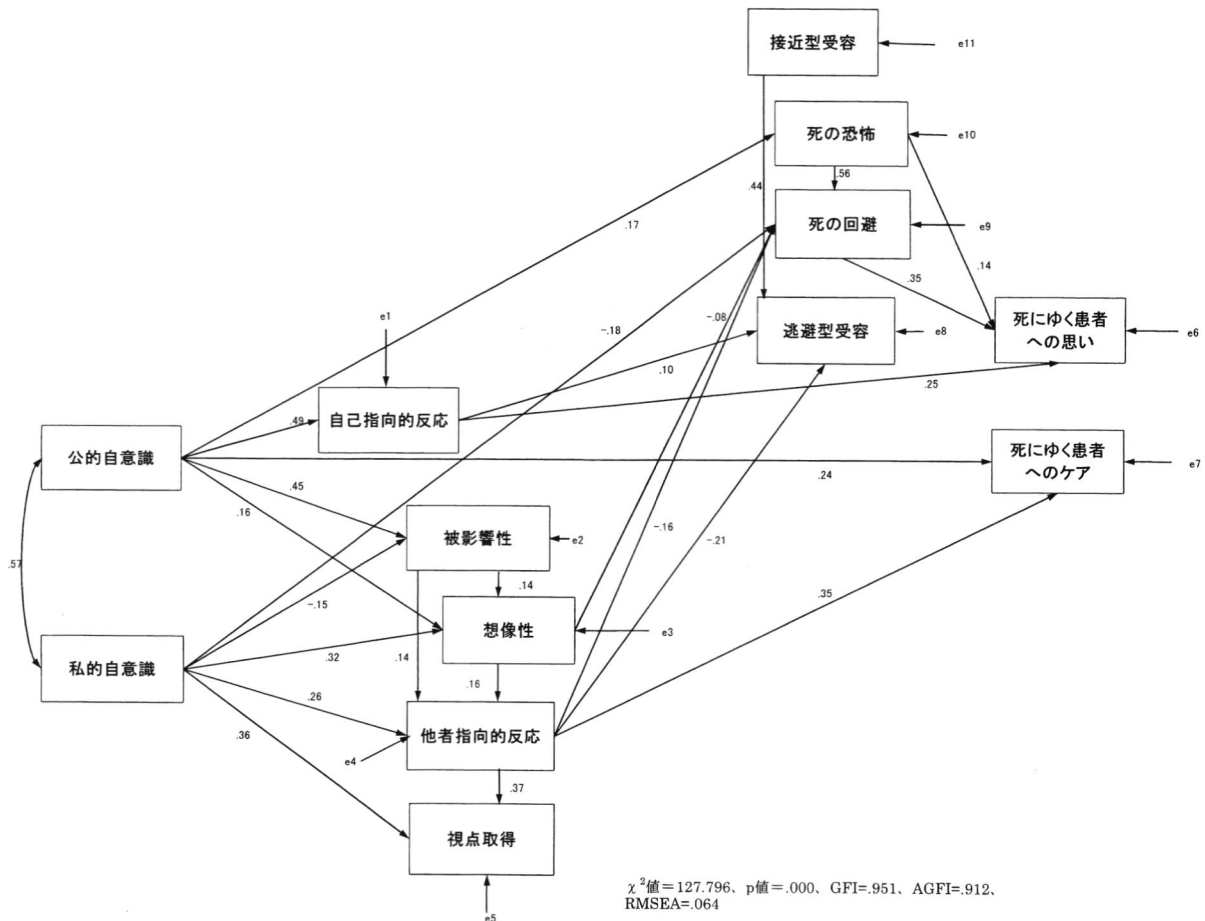 接近型受容
e11
死の恐怖
e10
.44
.56
.17
死の回避
e9
.35
.14
e1
-.18
-.08
逃避型受容
e8
死にゆく患者
への思い
e6
.10
.25
.49
自己指向的反応
公的自意識
死にゆく患者
へのケア
e7
.24
.45
.16
被影響性
e2
-.16
-.21
.57
.14
-.15
.35
想像性
e3
私的自意識
.32
.14
.16
.26
.36
他者指向的反応
e4
.37
視点取得
χ²値=127.796、p値=.000、GFI=.951、AGFI=.912、
RMSEA=.064
e5